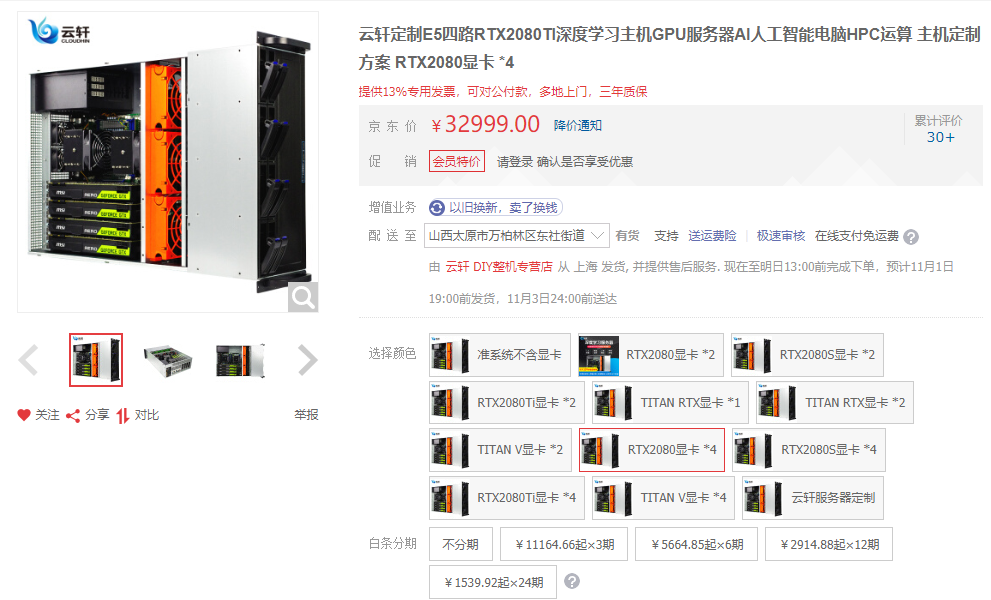 云轩
CLOUDHIN
云轩定制E5四路RTX2080TI深度学习主机GPU服务器AI人工智能电脑HPC运算 主机定制
方案 RTX2080显卡 *4
提供13%专用发票，可对公付款，多地上门，三年质保
京 东 价 ￥32999.00 降价通知
累计评价
30+
促 销 会员特价 请登录 确认是否享受优惠
增值业务 以旧换新，卖了换钱
配 送 至 山西太原市万柏林区东社街道 有货 支持 送运费险 | 极速审核 在线支付免运费
由 云轩 DIY整机专营店 从 上海 发货, 并提供售后服务. 现在至明日13:00前完成下单，预计11月1日
19:00前发货，11月3日24:00前送达
选择颜色 准系统不含显卡 RTX2080显卡 *2 RTX2080S显卡 *2
RTX2080Ti显卡 *2 TITAN RTX显卡 *1 TITAN RTX显卡 *2
TITAN V显卡 *2 RTX2080显卡 *4 RTX2080S显卡 *4
RTX2080Ti显卡 *4 TITAN V显卡 *4 云轩服务器定制
关注 分享 对比 举报
白条分期 不分期 ￥11164.66起×3期 ￥5664.85起×6期 ￥2914.88起×12期
￥1539.92起×24期